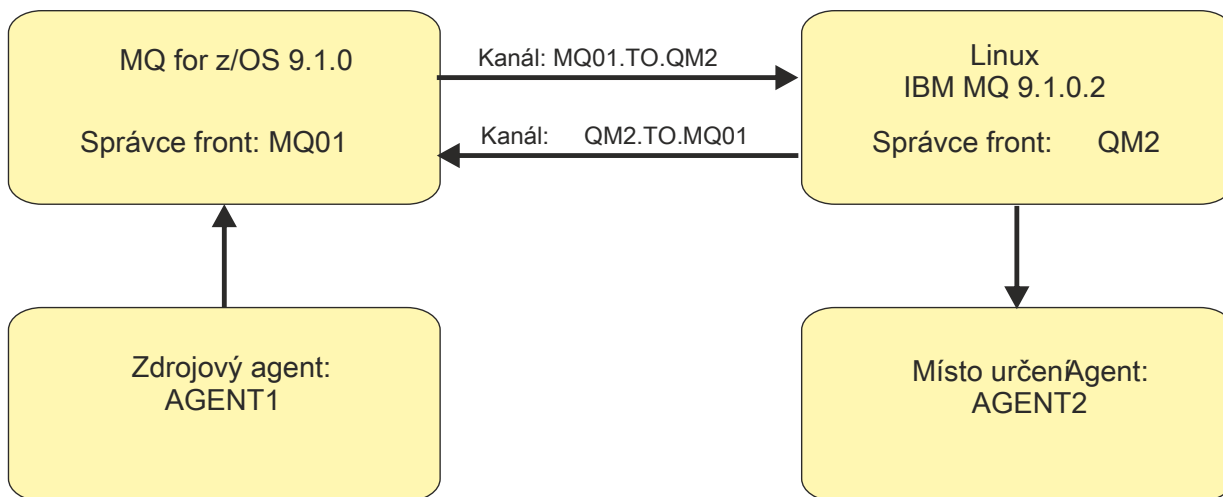 MQ for z/OS 9.1.0
Správce front: MQ01
Kanál: MQ01.TO.QM2
Kanál: QM2.TO.MQ01
Linux
IBM MQ 9.1.0.2
Správce front: QM2
Zdrojový agent:
AGENT1
Místo určeníAgent:
AGENT2